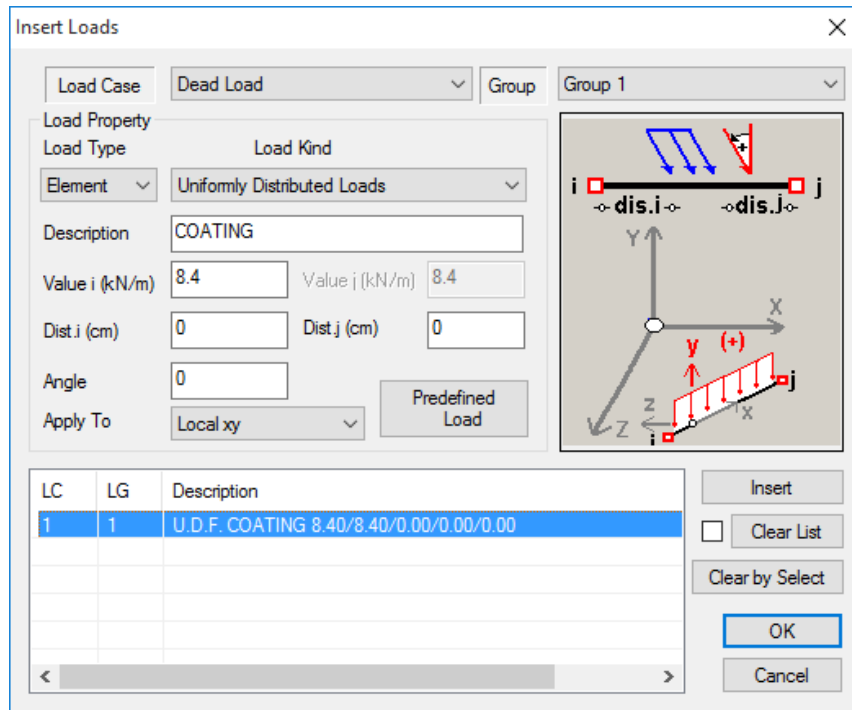 Insert Loads
Load Case Dead Load Group Group 1
Load Property
Load Type Load Kind
Element Uniformly Distributed Loads
Description COATING
Value i (kN/m) 8.4 Value j (kN/m) 8.4
Dist.i (cm) 0 Dist.j (cm) 0
Angle 0
Apply To Local xy
Predefined
Load
+
i j
dis.i dis.j
Y
X
y (+)
j
z
x
Z i
LC LG Description
1 1 U.D.F. COATING 8.40/8.40/0.00/0.00/0.00
Insert
Clear List
Clear by Select
OK
Cancel